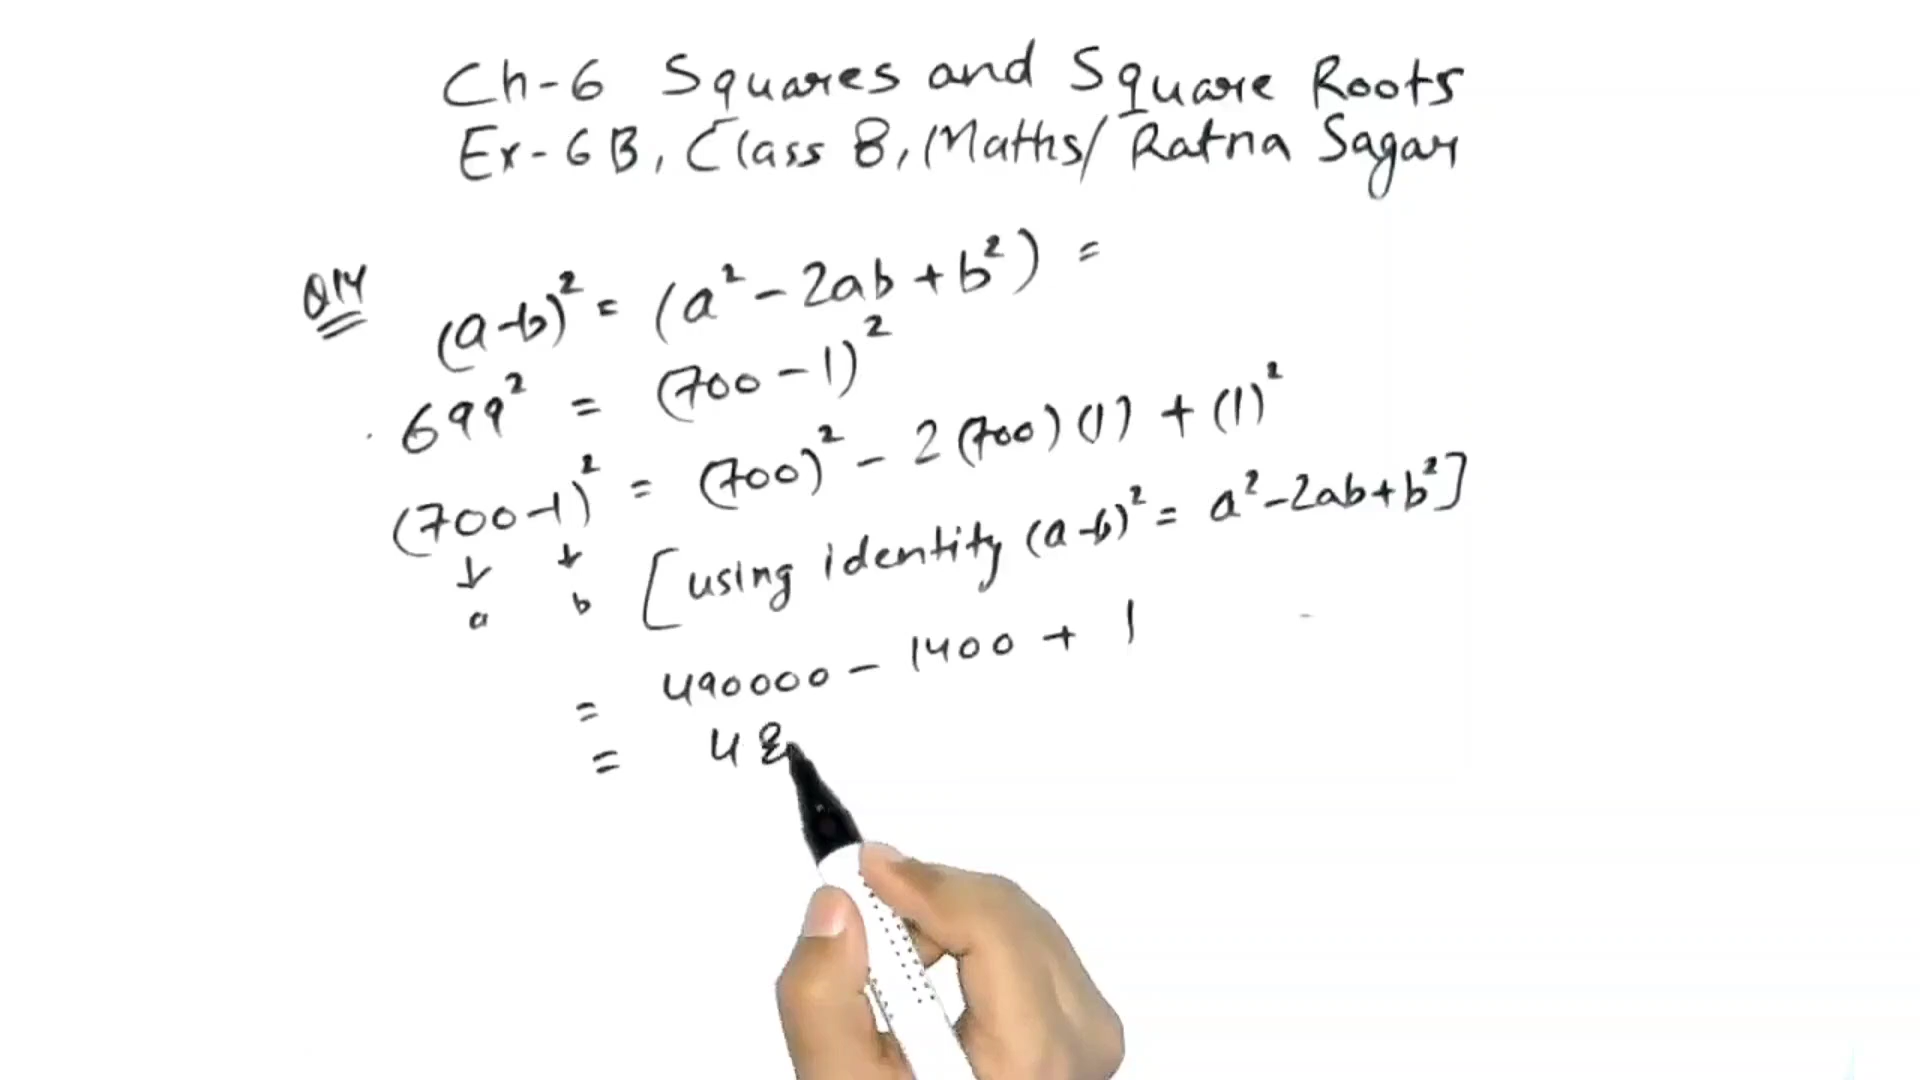 Ch-6 Squares and Square Roots
Ex-6B, Class 8, Maths/Ratna Sagar
Q14 (a-b)² = (a² - 2ab + b²) =
699² = (700 - 1)²
(700-1)² = (700)² - 2(700)(1) + (1)²
a b [using identity (a-b)² = a²-2ab+b²]
= 490000 - 1400 + 1
= 48